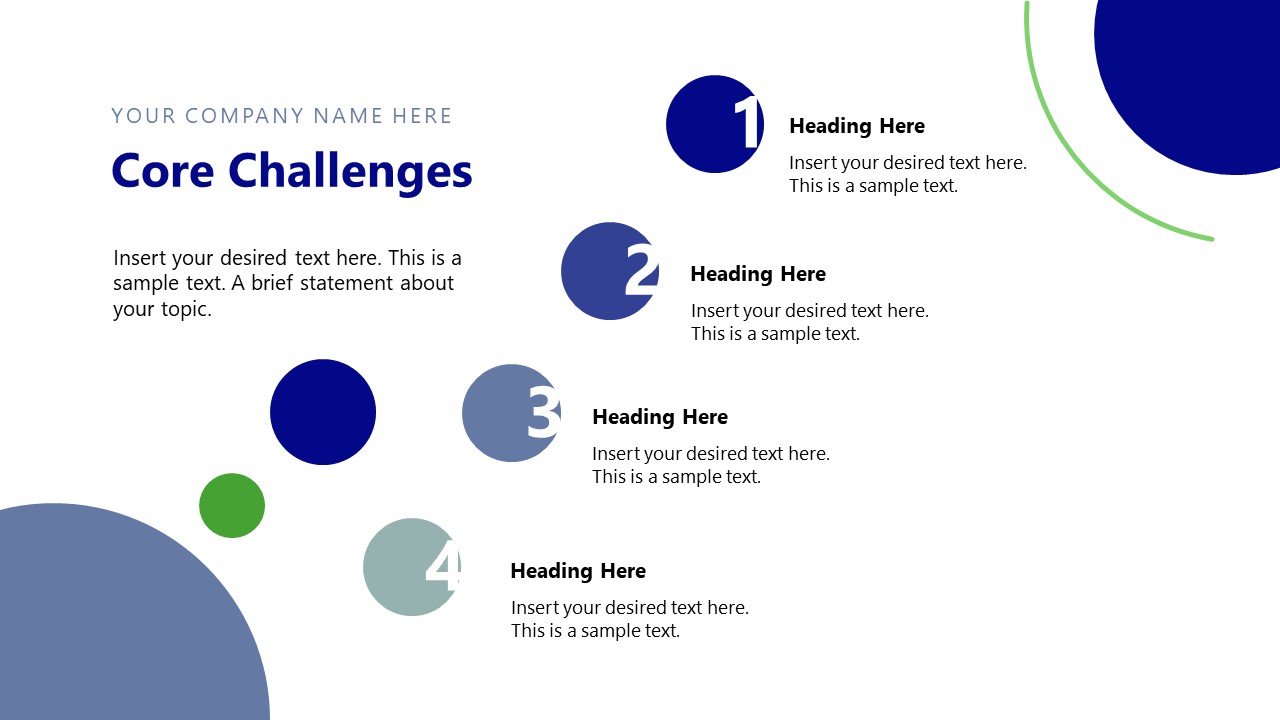 YOUR COMPANY NAME HERE
Core Challenges
Insert your desired text here. This is a
sample text. A brief statement about
your topic.
1
Heading Here
Insert your desired text here.
This is a sample text.
2
Heading Here
Insert your desired text here.
This is a sample text.
3
Heading Here
Insert your desired text here.
This is a sample text.
4
Heading Here
Insert your desired text here.
This is a sample text.